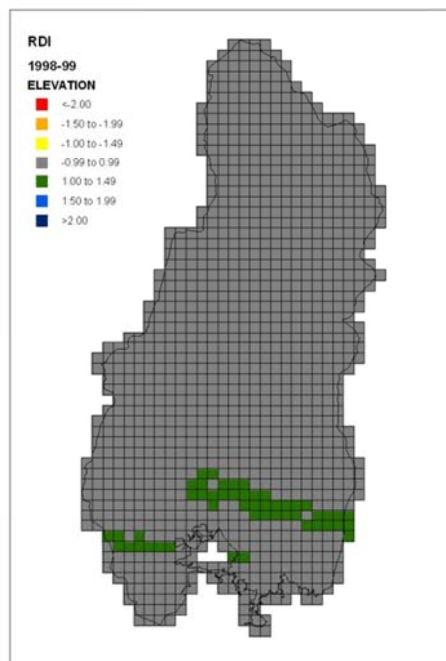 RDI
1998-99
ELEVATION
<-2.00
-1.50 to -1.99
-1.00 to -1.49
-0.99 to 0.99
1.00 to 1.49
1.50 to 1.99
>2.00